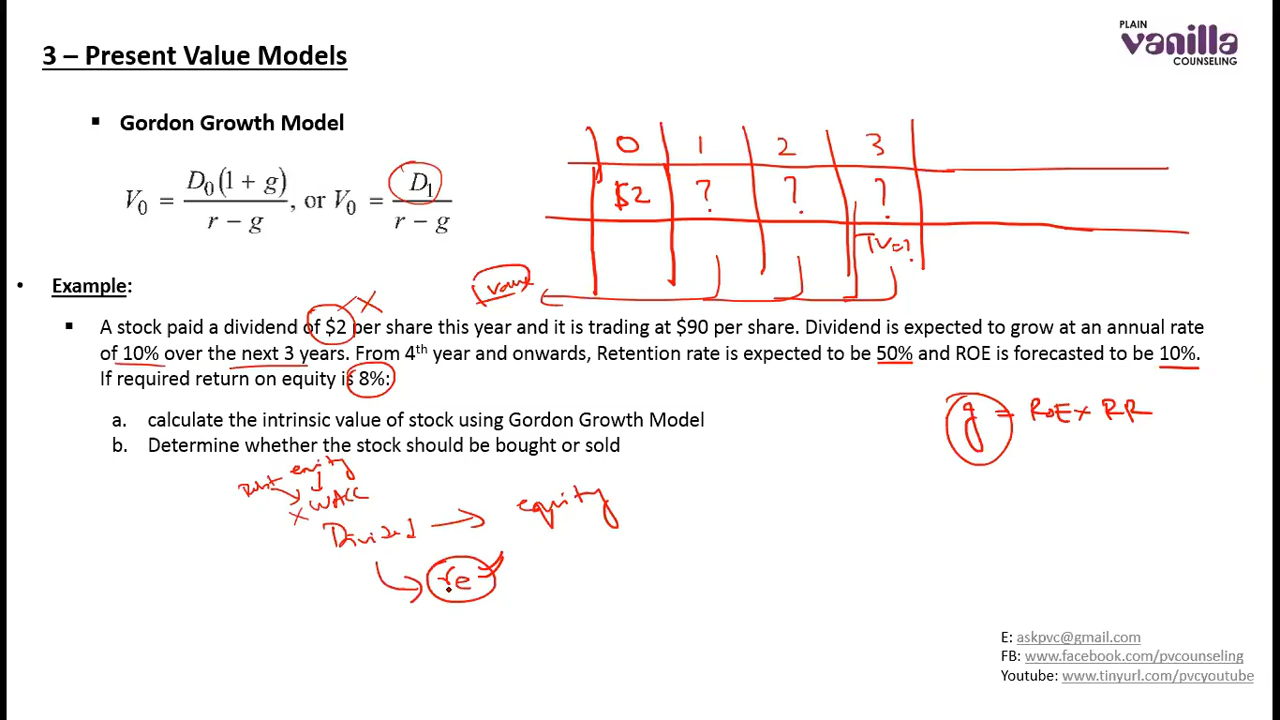 3 – Present Value Models
PLAIN
vanilla
COUNSELING
▪ Gordon Growth Model
V₀ = D₀(1 + g) / r − g, or V₀ = D₁ / r − g
0 1 2 3
$2 ? ? ?
TV=?
Value
• Example:
▪ A stock paid a dividend of $2 per share this year and it is trading at $90 per share. Dividend is expected to grow at an annual rate
of 10% over the next 3 years. From 4th year and onwards, Retention rate is expected to be 50% and ROE is forecasted to be 10%.
If required return on equity is 8%:
g = ROE × RR
a. calculate the intrinsic value of stock using Gordon Growth Model
b. Determine whether the stock should be bought or sold
equity
Debt
WACC
Dividend → equity
re
E: askpvc@gmail.com
FB: www.facebook.com/pvcounseling
Youtube: www.tinyurl.com/pvcyoutube